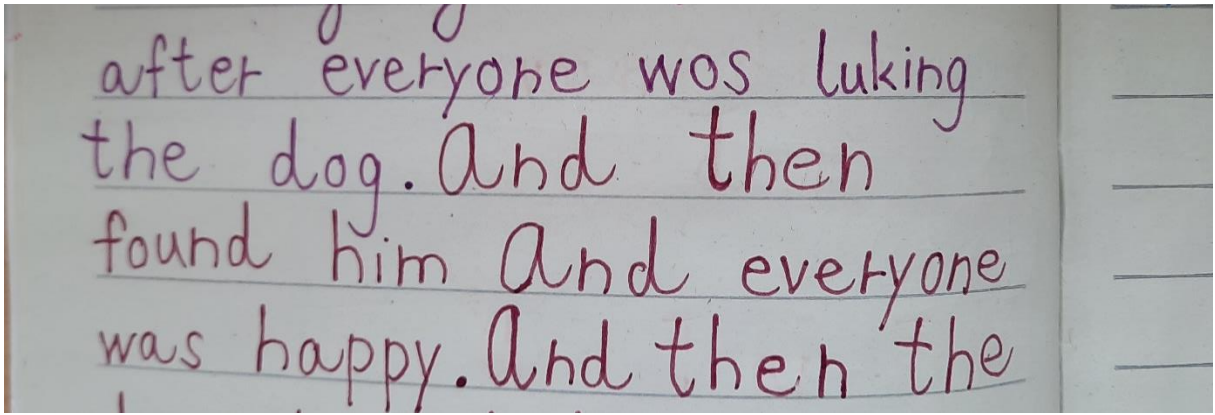 after everyone wos luking
the dog. And then
found him And everyone
was happy. And then the